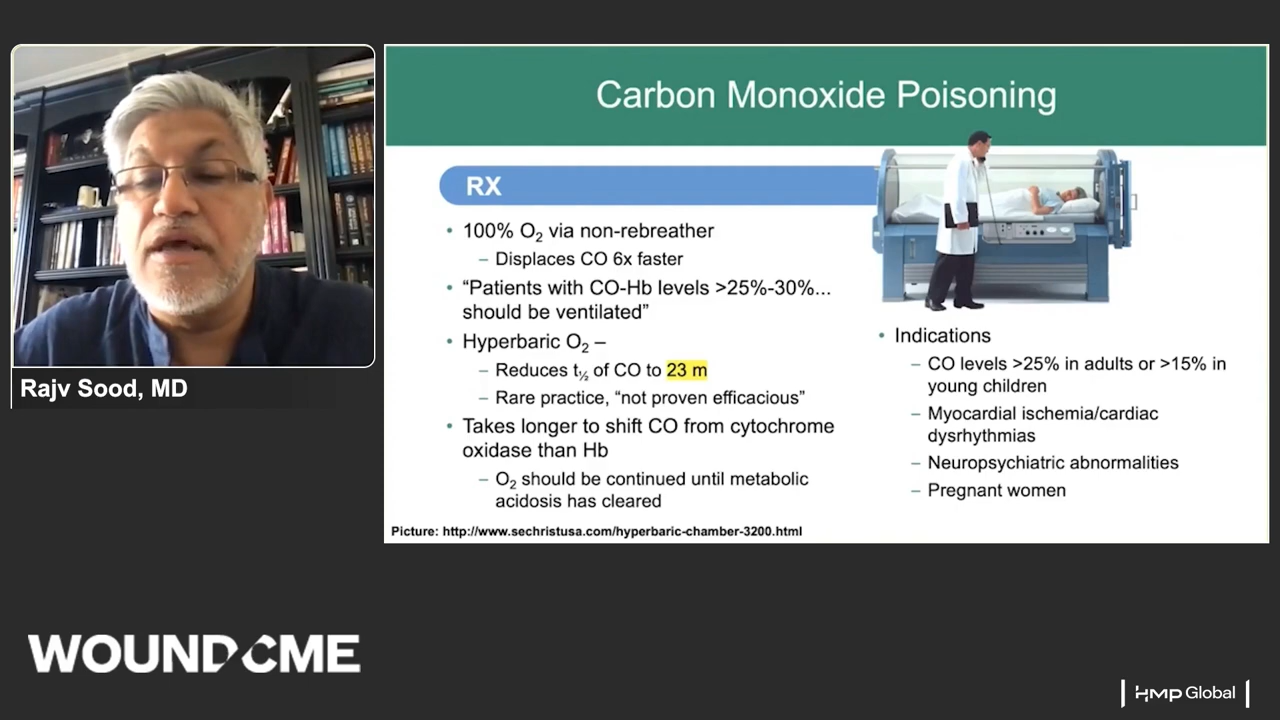 Carbon Monoxide Poisoning
RX
• 100% O₂ via non-rebreather
– Displaces CO 6x faster
• “Patients with CO-Hb levels >25%-30%...
should be ventilated”
• Hyperbaric O₂ –
– Reduces t½ of CO to 23 m
– Rare practice, “not proven efficacious”
• Takes longer to shift CO from cytochrome
oxidase than Hb
– O₂ should be continued until metabolic
acidosis has cleared
• Indications
– CO levels >25% in adults or >15% in
young children
– Myocardial ischemia/cardiac
dysrhythmias
– Neuropsychiatric abnormalities
– Pregnant women
Picture: http://www.sechristusa.com/hyperbaric-chamber-3200.html
Rajv Sood, MD
WOUND CME
HMP Global